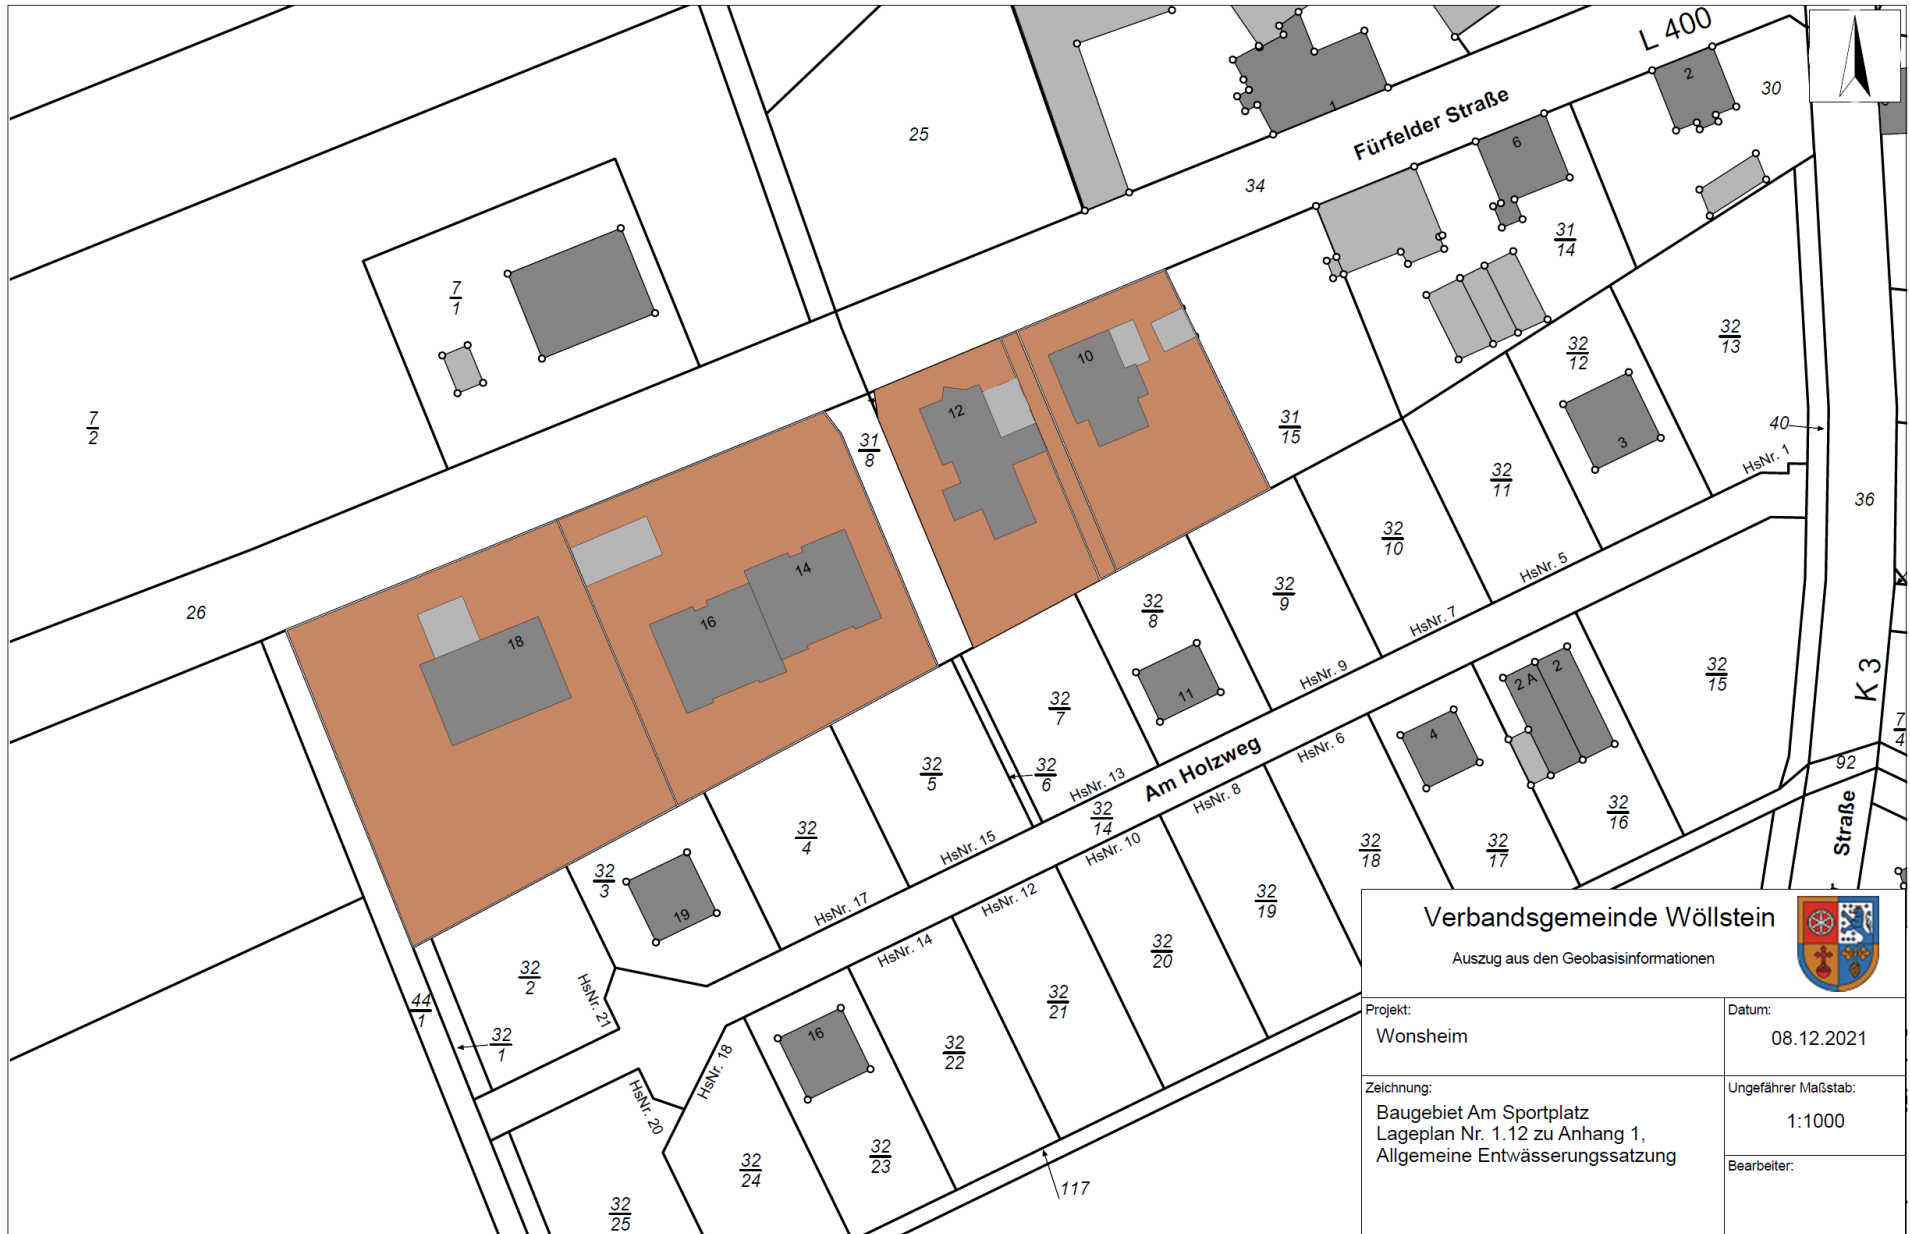 L 400
2
30
1
Fürfelder Straße
6
25
34
31
14
7
1
32
13
32
12
10
12
7
2
31
8
31
15
40
3
HsNr. 1
32
11
36
32
10
HsNr. 5
14
32
9
32
8
26
16
HsNr. 7
18
K 3
2
2 A
32
15
HsNr. 9
11
32
7
7
4
4
HsNr. 6
Am Holzweg
92
32
5
32
6
HsNr. 13
HsNr. 8
32
16
Straße
32
14
32
4
HsNr. 15
HsNr. 10
32
18
32
17
32
3
HsNr. 12
32
19
HsNr. 17
19
HsNr. 14
32
20
32
2
HsNr. 21
32
21
44
1
32
1
16
32
22
HsNr. 18
HsNr. 20
32
23
32
24
117
32
25
Verbandsgemeinde Wöllstein
Auszug aus den Geobasisinformationen
Projekt:
Wonsheim
Datum:
08.12.2021
Zeichnung:
Baugebiet Am Sportplatz
Lageplan Nr. 1.12 zu Anhang 1,
Allgemeine Entwässerungssatzung
Ungefährer Maßstab:
1:1000
Bearbeiter: